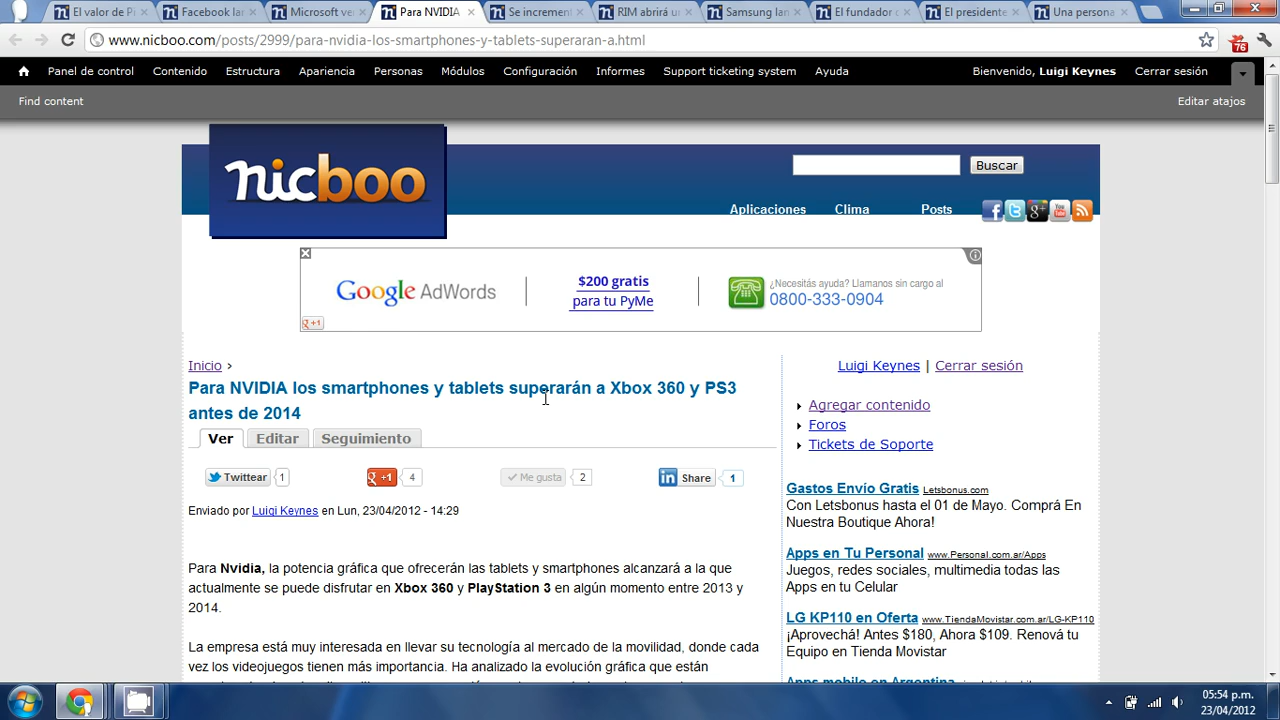 El valor de P
Facebook lan
Microsoft ve
Para NVIDIA
Se increment
RIM abrirá u
Samsung lan
El fundador
El presidente
Una persona
www.nicboo.com/posts/2999/para-nvidia-los-smartphones-y-tablets-superaran-a.html
76
Panel de control Contenido Estructura Apariencia Personas Módulos Configuración Informes Support ticketing system Ayuda Bienvenido, Luigi Keynes Cerrar sesión
Find content Editar atajos
nicboo
Buscar
Aplicaciones Clima Posts
Google AdWords
$200 gratis
para tu PyMe
¿Necesitás ayuda? Llamanos sin cargo al
0800-333-0904
+1
Inicio ›
Para NVIDIA los smartphones y tablets superarán a Xbox 360 y PS3
antes de 2014
Ver Editar Seguimiento
Twittear 1 +1 4 Me gusta 2 Share 1
Enviado por Luigi Keynes en Lun, 23/04/2012 - 14:29
Para Nvidia, la potencia gráfica que ofrecerán las tablets y smartphones alcanzará a la que
actualmente se puede disfrutar en Xbox 360 y PlayStation 3 en algún momento entre 2013 y
2014.
La empresa está muy interesada en llevar su tecnología al mercado de la movilidad, donde cada
vez los videojuegos tienen más importancia. Ha analizado la evolución gráfica que están
Luigi Keynes | Cerrar sesión
Agregar contenido
Foros
Tickets de Soporte
Gastos Envío Gratis Letsbonus.com
Con Letsbonus hasta el 01 de Mayo. Comprá En
Nuestra Boutique Ahora!
Apps en Tu Personal www.Personal.com.ar/Apps
Juegos, redes sociales, multimedia todas las
Apps en tu Celular
LG KP110 en Oferta www.TiendaMovistar.com.ar/LG-KP110
¡Aprovechá! Antes $180, Ahora $109. Renová tu
Equipo en Tienda Movistar
Apps mobile en Argentina
05:54 p.m.
23/04/2012